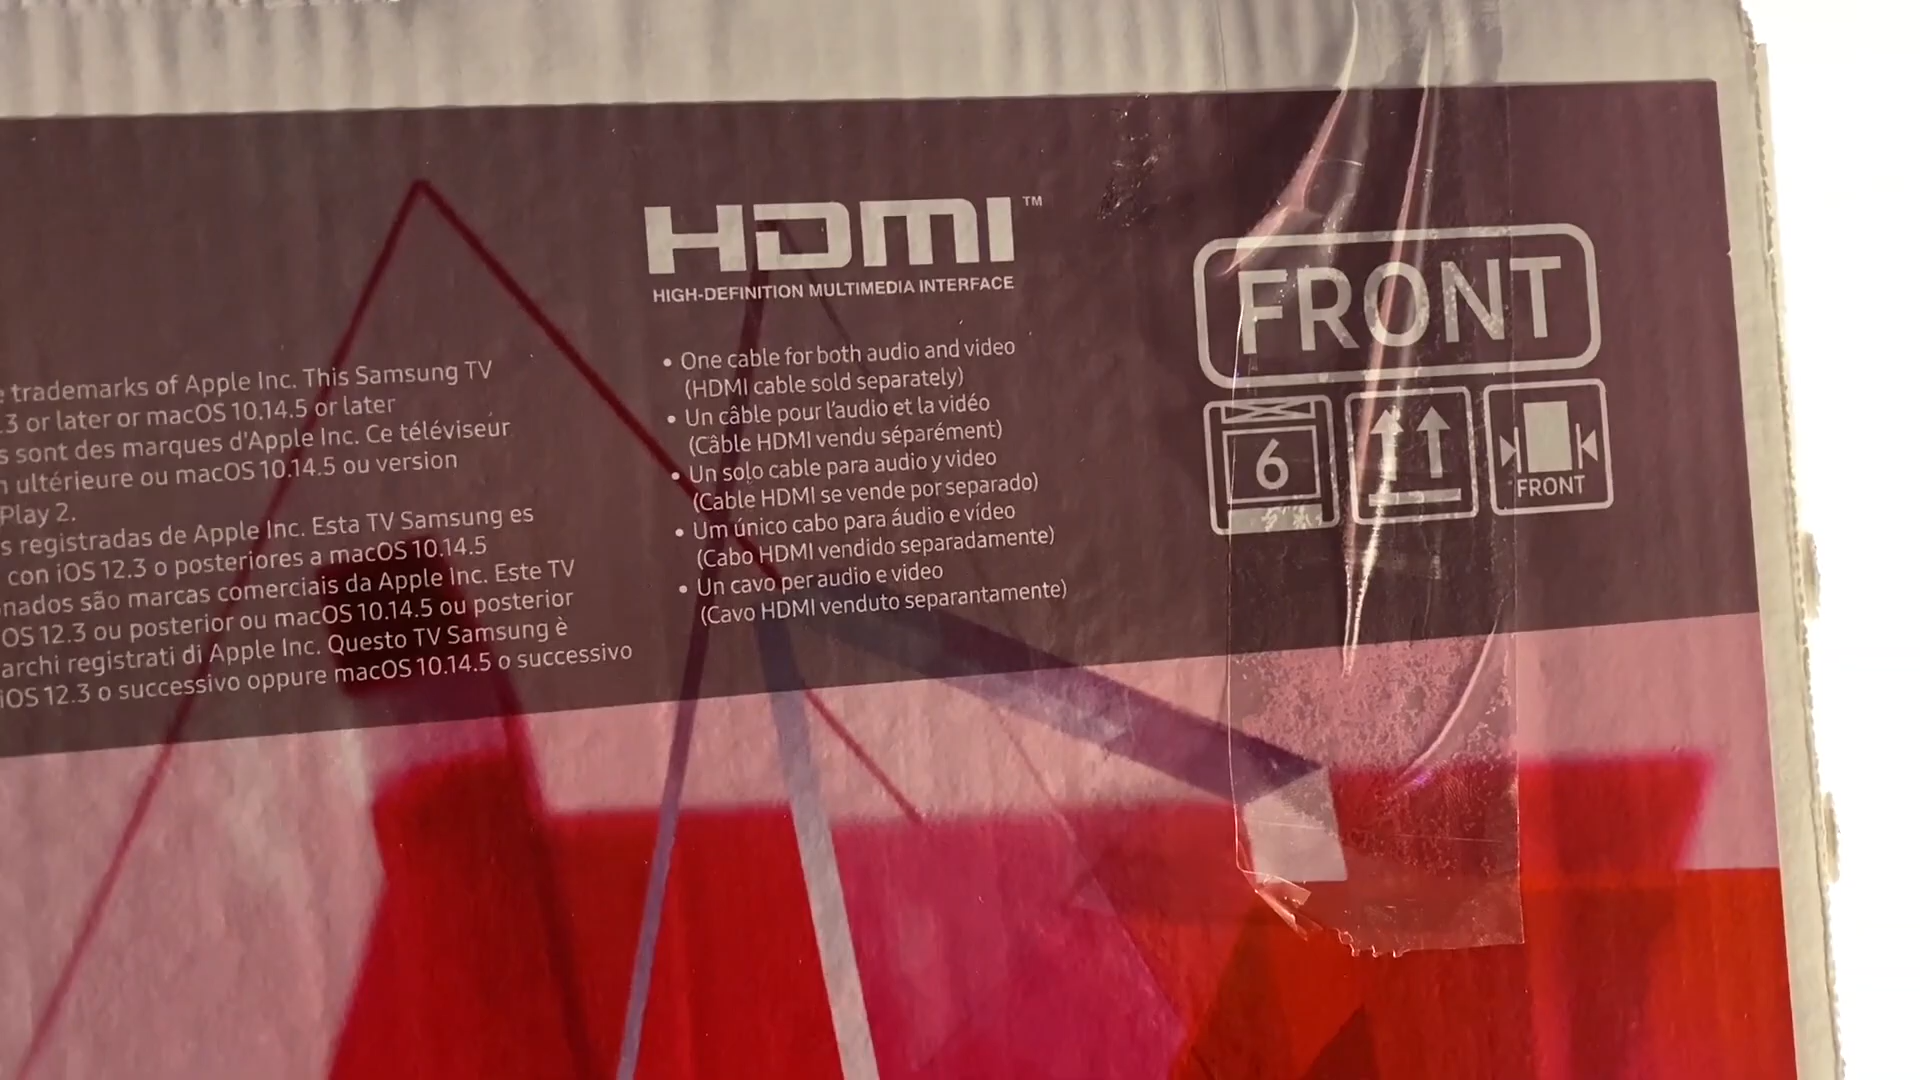 trademarks of Apple Inc. This Samsung TV
.3 or later or macOS 10.14.5 or later
s sont des marques d'Apple Inc. Ce téléviseur
ultérieure ou macOS 10.14.5 ou version
Play 2.
s registradas de Apple Inc. Esta TV Samsung es
con iOS 12.3 o posteriores a macOS 10.14.5
nados são marcas comerciais da Apple Inc. Este TV
OS 12.3 ou posterior ou macOS 10.14.5 ou posterior
archi registrati di Apple Inc. Questo TV Samsung è
iOS 12.3 o successivo oppure macOS 10.14.5 o successivo
HDMI™
HIGH-DEFINITION MULTIMEDIA INTERFACE
• One cable for both audio and video
(HDMI cable sold separately)
• Un câble pour l'audio et la vidéo
(Câble HDMI vendu séparément)
• Un solo cable para audio y video
(Cable HDMI se vende por separado)
• Um único cabo para áudio e vídeo
(Cabo HDMI vendido separadamente)
• Un cavo per audio e video
(Cavo HDMI venduto separantamente)
FRONT
6
FRONT